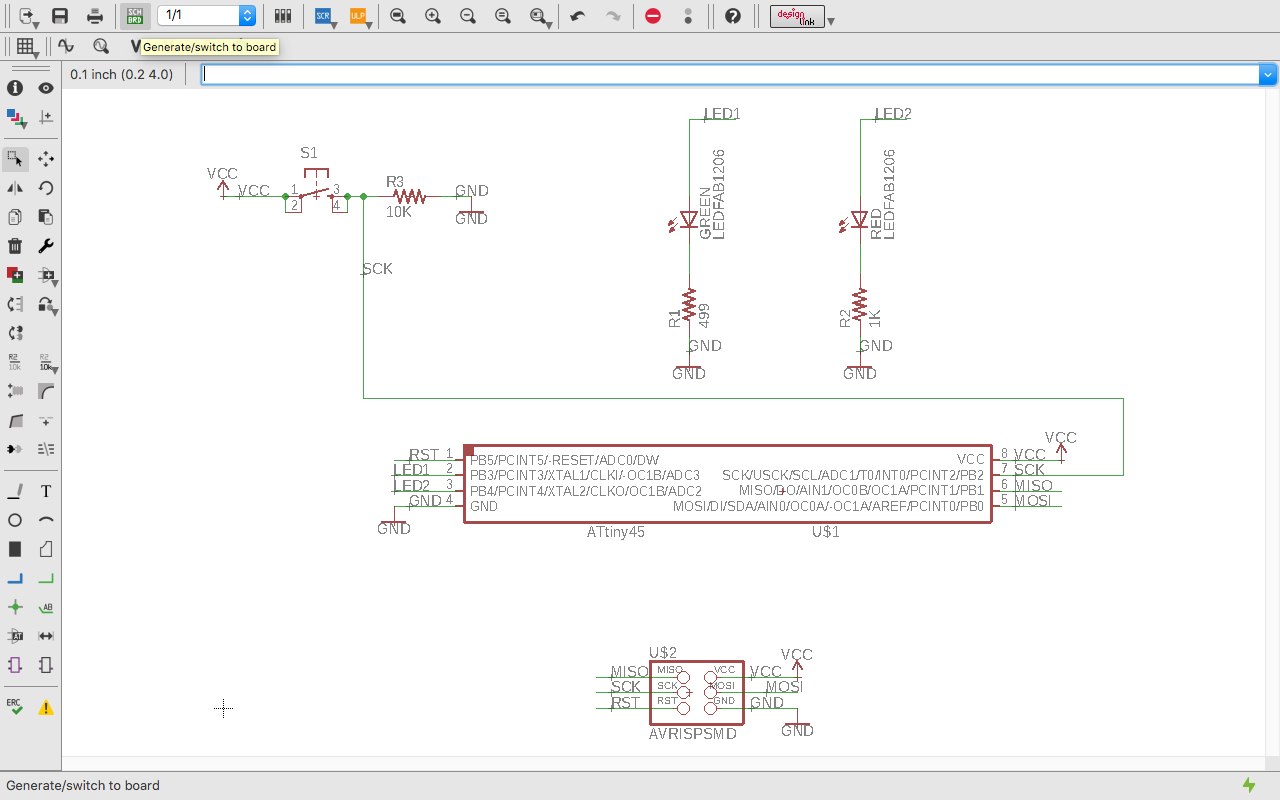 SCH
BRD
1/1
SCR
ULP
design
link
Generate/switch to board
0.1 inch (0.2 4.0)
LED1
LED2
S1
VCC
VCC
1
3
2
4
R3
10K
GND
GND
SCK
GREEN
LEDFAB1206
RED
LEDFAB1206
R1
499
R2
1K
GND
GND
GND
GND
R2
10k
R2
10k
T
VCC
RST 1 PB5/PCINT5/-RESET/ADC0/DW VCC 8 VCC
LED1 2 PB3/PCINT3/XTAL1/CLKI/-OC1B/ADC3 SCK/USCK/SCL/ADC1/T0/INT0/PCINT2/PB2 7 SCK
LED2 3 PB4/PCINT4/XTAL2/CLKO/OC1B/ADC2 MISO/DO/AIN1/OC0B/OC1A/PCINT1/PB1 6 MISO
GND 4 GND MOSI/DI/SDA/AIN0/OC0A/-OC1A/AREF/PCINT0/PB0 5 MOSI
GND
ATtiny45
U$1
AB
ERC
U$2
VCC
MISO MISO VCC VCC
SCK SCK MOSI MOSI
RST RST GND GND
GND
AVRISPSMD
Generate/switch to board